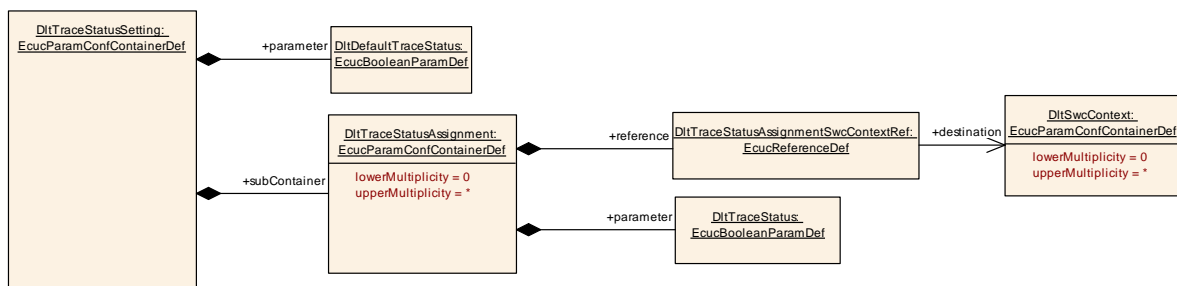 DltTraceStatusSetting:
EcucParamConfContainerDef
+parameter
DltDefaultTraceStatus:
EcucBooleanParamDef
DltTraceStatusAssignment:
EcucParamConfContainerDef
lowerMultiplicity = 0
upperMultiplicity = *
+subContainer
+reference
DltTraceStatusAssignmentSwcContextRef:
EcucReferenceDef
+destination
DltSwcContext:
EcucParamConfContainerDef
lowerMultiplicity = 0
upperMultiplicity = *
+parameter
DltTraceStatus:
EcucBooleanParamDef